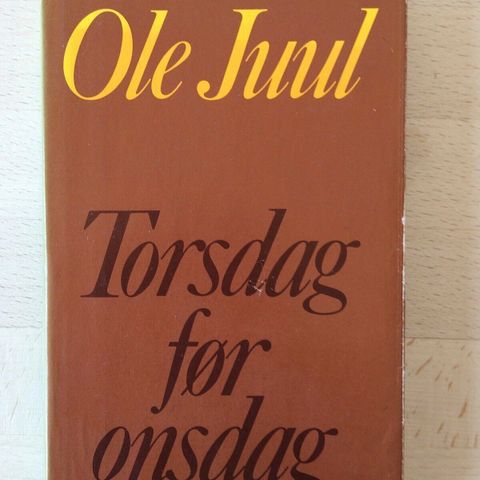 Ole Juul
Torsdag
før
onsdag